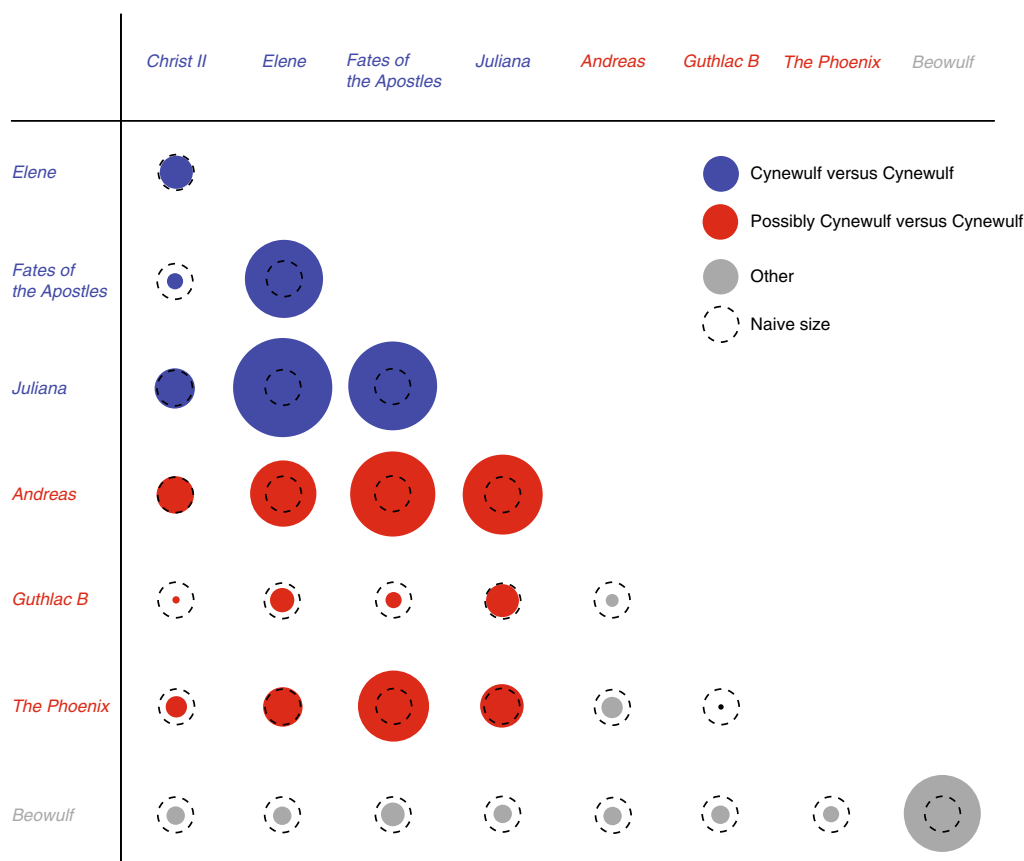 Christ II
Elene
Fates of
the Apostles
Juliana
Andreas
Guthlac B
The Phoenix
Beowulf
Elene
Cynewulf versus Cynewulf
Possibly Cynewulf versus Cynewulf
Fates of
the Apostles
Other
Naive size
Juliana
Andreas
Guthlac B
The Phoenix
Beowulf